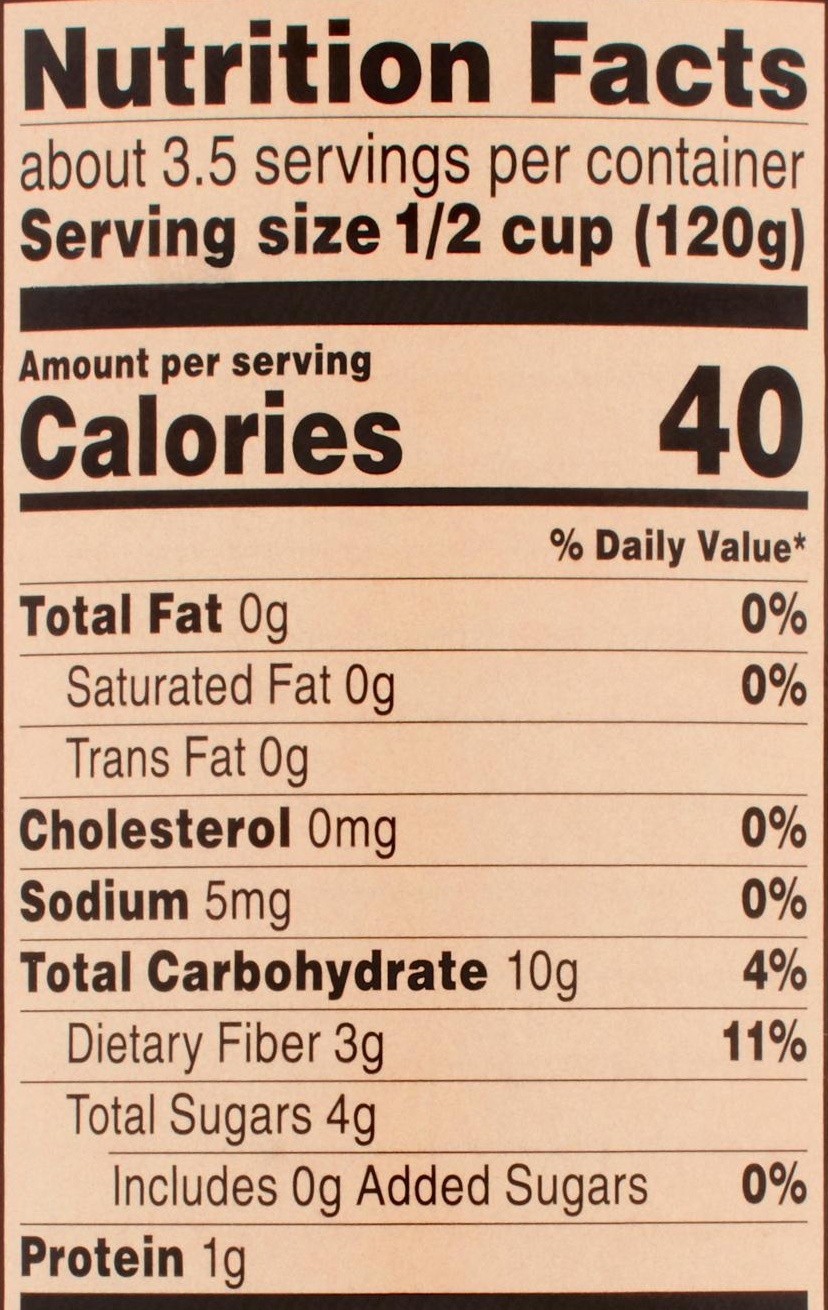 Nutrition Facts
about 3.5 servings per container
Serving size 1/2 cup (120g)
Amount per serving
Calories 40
% Daily Value*
Total Fat 0g 0%
Saturated Fat 0g 0%
Trans Fat 0g
Cholesterol 0mg 0%
Sodium 5mg 0%
Total Carbohydrate 10g 4%
Dietary Fiber 3g 11%
Total Sugars 4g
Includes 0g Added Sugars 0%
Protein 1g